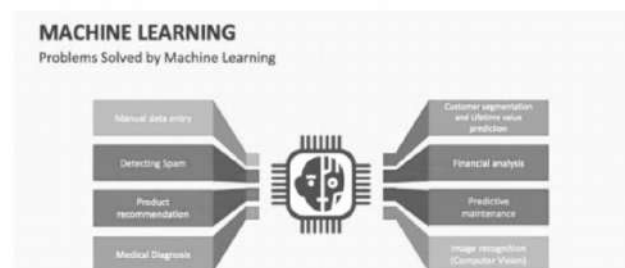 MACHINE LEARNING
Problems Solved by Machine Learning
Manual data entry
Detecting Spam
Product
recommendation
Medical Diagnosis
Customer segmentation
and Lifetime value
prediction
Financial analysis
Predictive
maintenance
Image recognition
(Computer Vision)